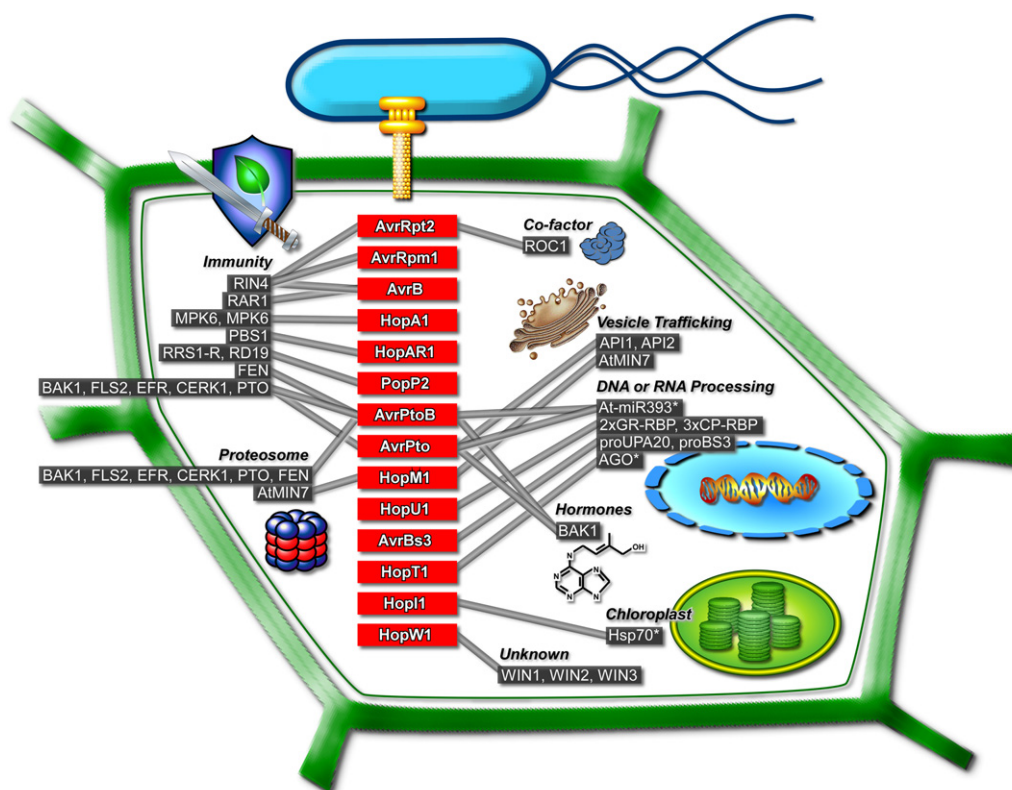 Immunity
RIN4
RAR1
MPK6, MPK6
PBS1
RRS1-R, RD19
FEN
BAK1, FLS2, EFR, CERK1, PTO
Proteosome
BAK1, FLS2, EFR, CERK1, PTO, FEN
AtMIN7
AvrRpt2
AvrRpm1
AvrB
HopA1
HopAR1
PopP2
AvrPtoB
AvrPto
HopM1
HopU1
AvrBs3
HopT1
HopI1
HopW1
Co-factor
ROC1
Vesicle Trafficking
API1, API2
AtMIN7
DNA or RNA Processing
At-miR393*
2xGR-RBP, 3xCP-RBP
proUPA20, proBS3
AGO*
Hormones
BAK1
HN
OH
N
N
N
N
H
Chloroplast
Hsp70*
Unknown
WIN1, WIN2, WIN3